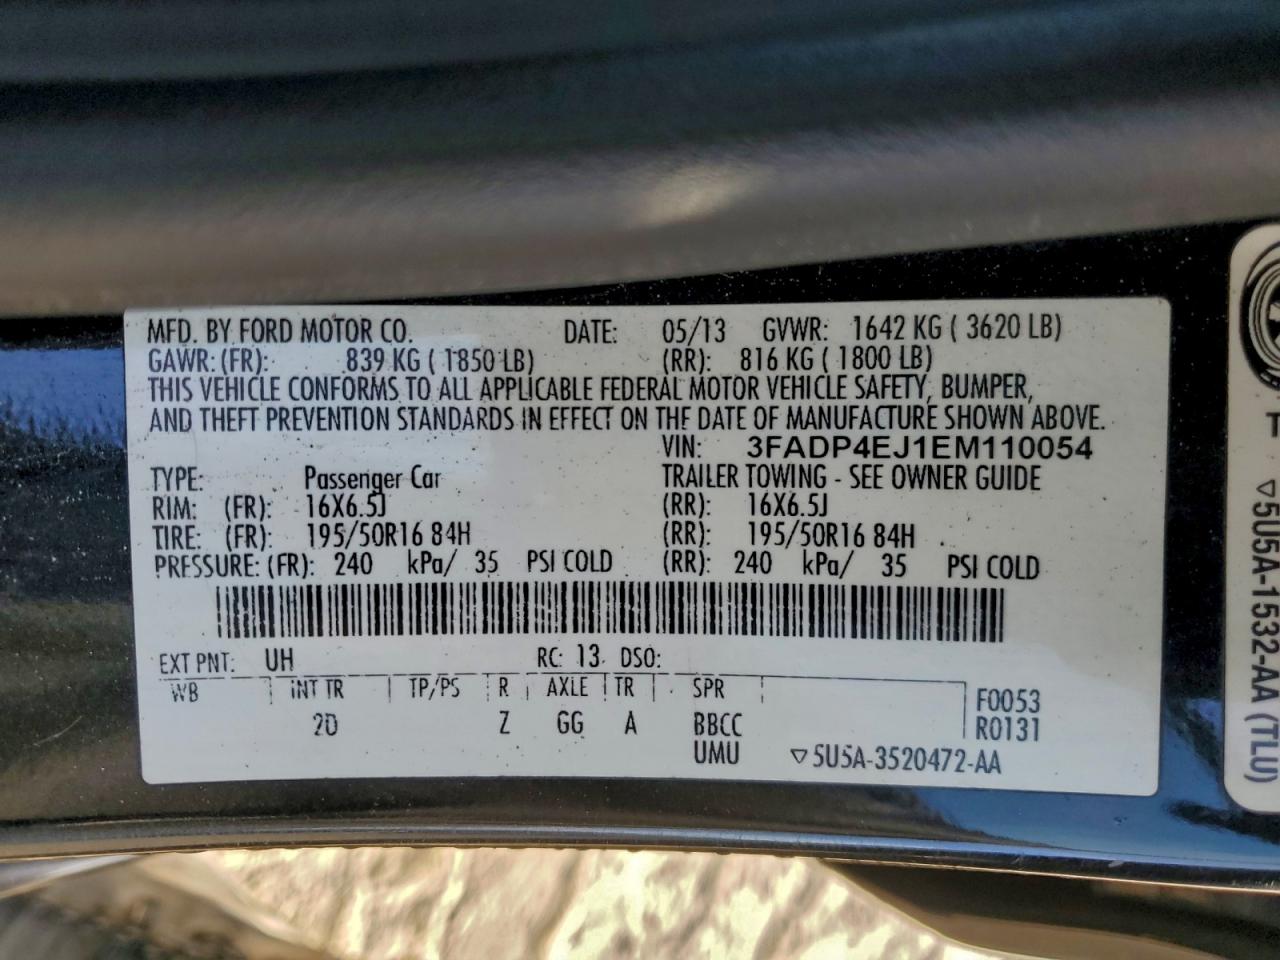 MFD. BY FORD MOTOR CO. DATE: 05/13 GVWR: 1642 KG ( 3620 LB)
GAWR: (FR): 839 KG ( 1850 LB) (RR): 816 KG ( 1800 LB)
THIS VEHICLE CONFORMS TO ALL APPLICABLE FEDERAL MOTOR VEHICLE SAFETY, BUMPER,
AND THEFT PREVENTION STANDARDS IN EFFECT ON THE DATE OF MANUFACTURE SHOWN ABOVE.
VIN: 3FADP4EJ1EM110054
TYPE: Passenger Car TRAILER TOWING - SEE OWNER GUIDE
RIM: (FR): 16X6.5J (RR): 16X6.5J
TIRE: (FR): 195/50R16 84H (RR): 195/50R16 84H
PRESSURE: (FR): 240 kPa/ 35 PSI COLD (RR): 240 kPa/ 35 PSI COLD
EXT PNT: UH RC: 13 DSO:
WB INT TR TP/PS R AXLE TR SPR F0053
2D Z GG A BBCC R0131
UMU ▽5U5A-3520472-AA
▽5U5A-1532-AA (TLU)